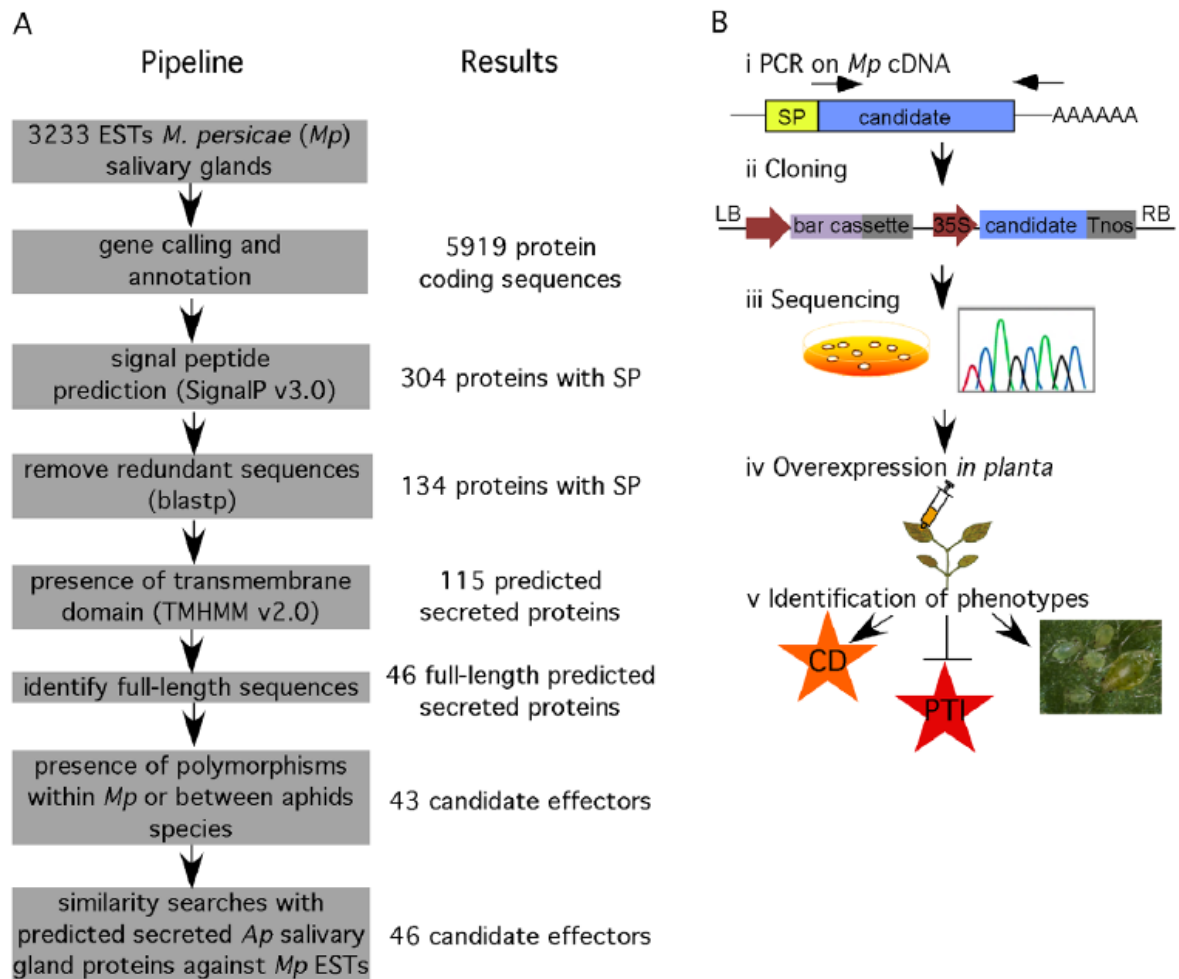 A
Pipeline
Results
3233 ESTs M. persicae (Mp)
salivary glands
gene calling and
annotation
5919 protein
coding sequences
signal peptide
prediction (SignalP v3.0)
304 proteins with SP
remove redundant sequences
(blastp)
134 proteins with SP
presence of transmembrane
domain (TMHMM v2.0)
115 predicted
secreted proteins
identify full-length sequences
46 full-length predicted
secreted proteins
presence of polymorphisms
within Mp or between aphids
species
43 candidate effectors
similarity searches with
predicted secreted Ap salivary
gland proteins against Mp ESTs
46 candidate effectors
B
i PCR on Mp cDNA
SP candidate AAAAAA
ii Cloning
LB bar cassette 35S candidate Tnos RB
iii Sequencing
iv Overexpression in planta
v Identification of phenotypes
CD
PTI